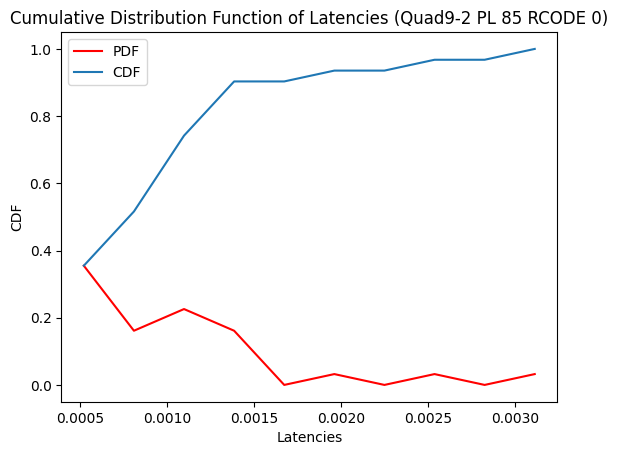 Cumulative Distribution Function of Latencies (Quad9-2 PL 85 RCODE 0)
PDF
CDF
1.0
0.8
0.6
0.4
0.2
0.0
CDF
0.0005
0.0010
0.0015
0.0020
0.0025
0.0030
Latencies